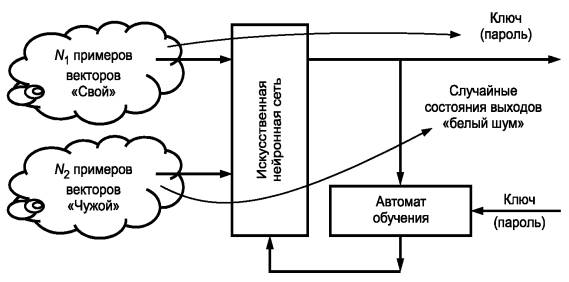 N1 примеров
векторов
«Свой»
N2 примеров
векторов
«Чужой»
Искусственная
нейронная сеть
Ключ
(пароль)
Случайные
состояния выходов
«белый шум»
Автомат
обучения
Ключ
(пароль)